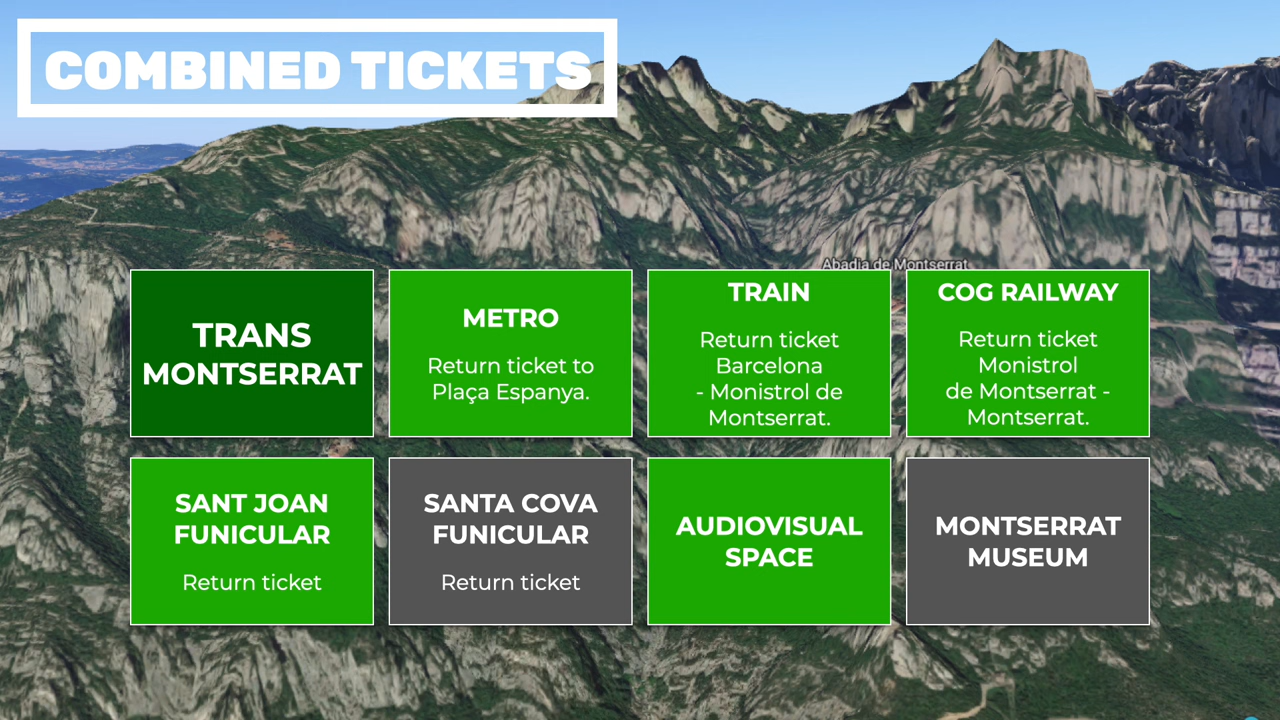 COMBINED TICKETS
Abadia de Montserrat
TRANS
MONTSERRAT
METRO
Return ticket to
Plaça Espanya.
TRAIN
Return ticket
Barcelona
- Monistrol de
Montserrat.
COG RAILWAY
Return ticket
Monistrol
de Montserrat -
Montserrat.
SANT JOAN
FUNICULAR
Return ticket
SANTA COVA
FUNICULAR
Return ticket
AUDIOVISUAL
SPACE
MONTSERRAT
MUSEUM